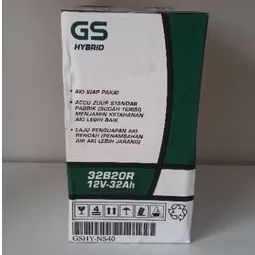 GS
HYBRID
• AKI SIAP PAKAI
• ACCU ZUUR STANDAR
PABRIK (SUDAH TERISI)
MENJAMIN KETAHANAN
AKI LEBIH BAIK
• LAJU PENGUAPAN AKI
RENDAH (PENAMBAHAN
AIR AKI LEBIH JARANG)
32B20R
12V-32Ah
GSHY-NS40